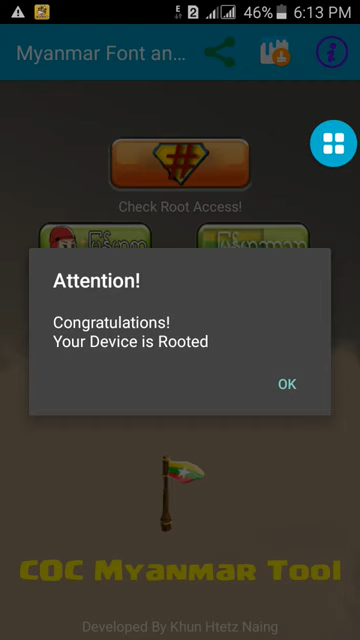 E
2
46% 6:13 PM
Myanmar Font an...
#
Check Root Access!
Attention!
Congratulations!
Your Device is Rooted
OK
COC Myanmar Tool
Developed By Khun Htetz Naing